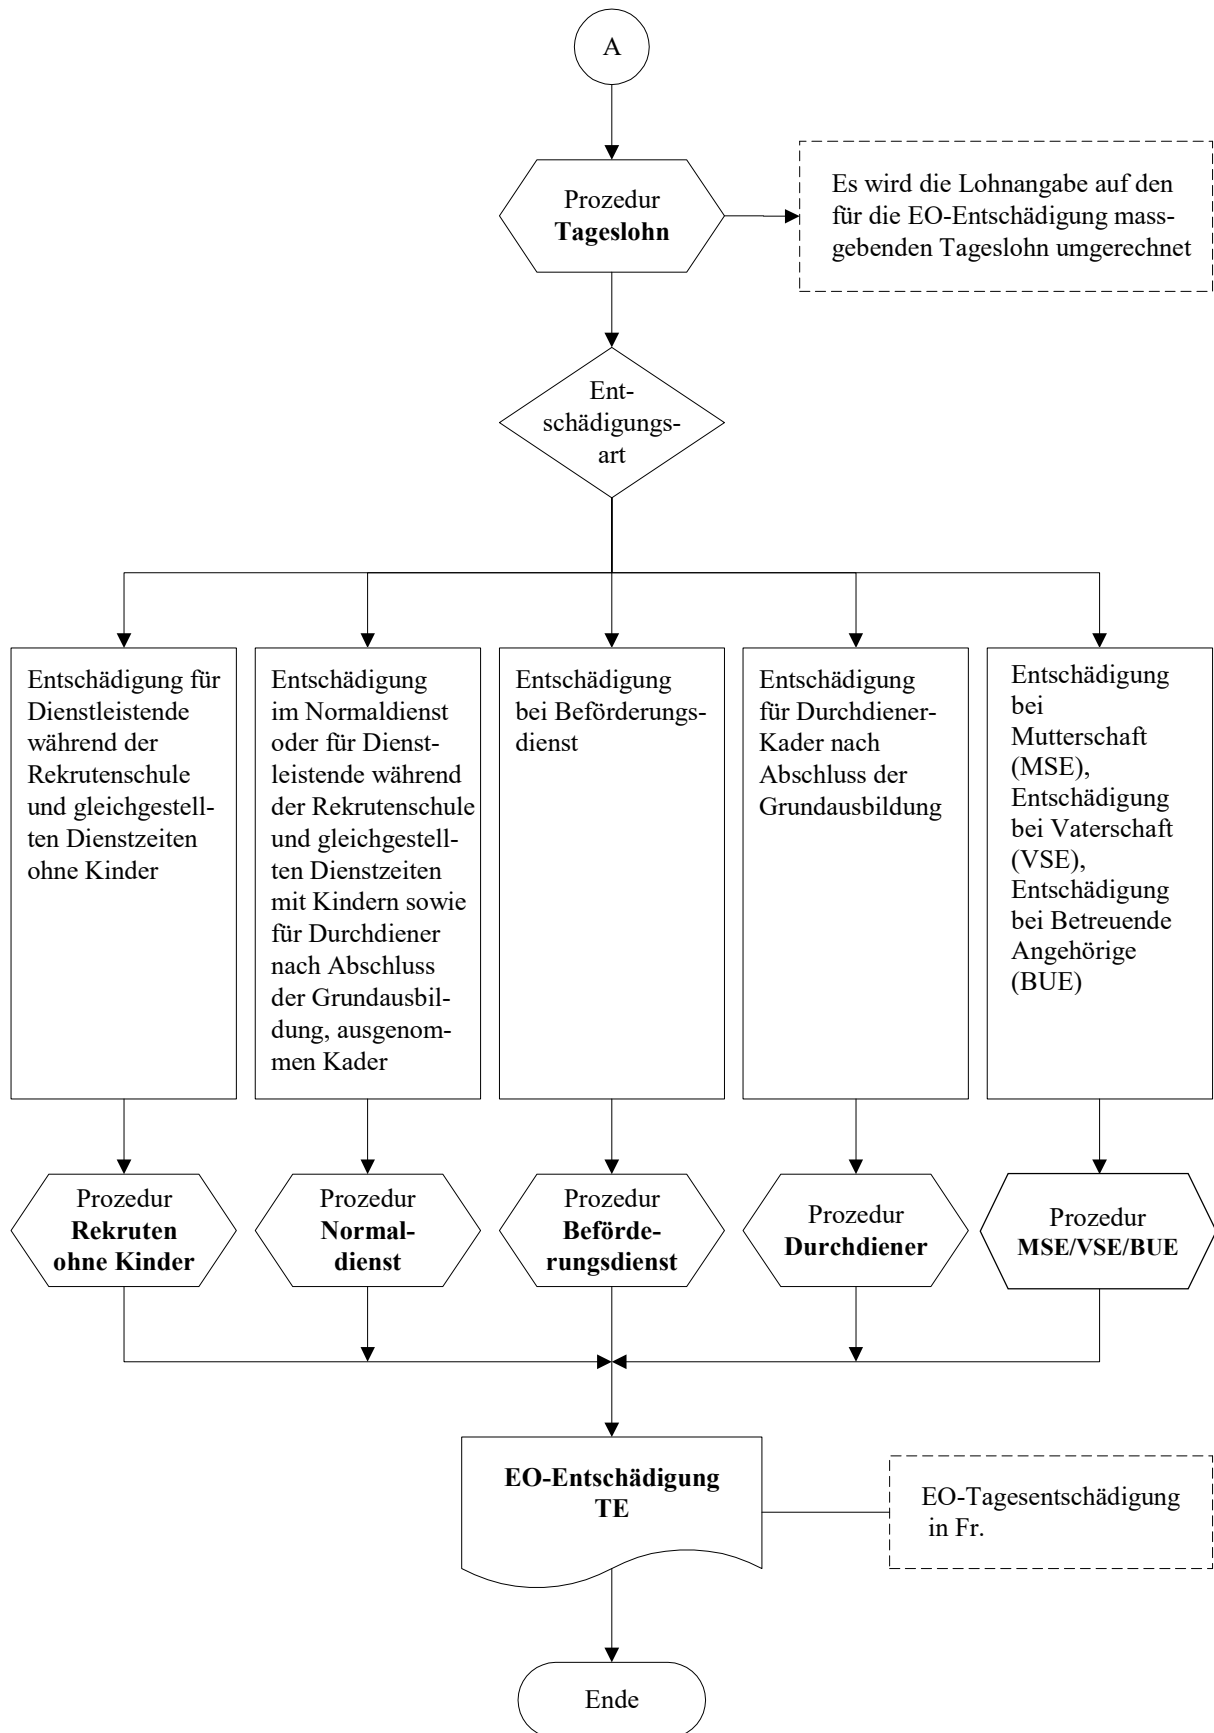 A
Prozedur
Tageslohn
Es wird die Lohnangabe auf den
für die EO-Entschädigung mass-
gebenden Tageslohn umgerechnet
Ent-
schädigungs-
art
Entschädigung für
Dienstleistende
während der
Rekrutenschule
und gleichgestell-
ten Dienstzeiten
ohne Kinder
Entschädigung
im Normaldienst
oder für Dienst-
leistende während
der Rekrutenschule
und gleichgestell-
ten Dienstzeiten
mit Kindern sowie
für Durchdiener
nach Abschluss
der Grundausbil-
dung, ausgenom-
men Kader
Entschädigung
bei Beförderungs-
dienst
Entschädigung
für Durchdiener-
Kader nach
Abschluss der
Grundausbildung
Entschädigung
bei
Mutterschaft
(MSE),
Entschädigung
bei Vaterschaft
(VSE),
Entschädigung
bei Betreuende
Angehörige
(BUE)
Prozedur
Rekruten
ohne Kinder
Prozedur
Normal-
dienst
Prozedur
Beförde-
rungsdienst
Prozedur
Durchdiener
Prozedur
MSE/VSE/BUE
EO-Entschädigung
TE
EO-Tagesentschädigung
in Fr.
Ende